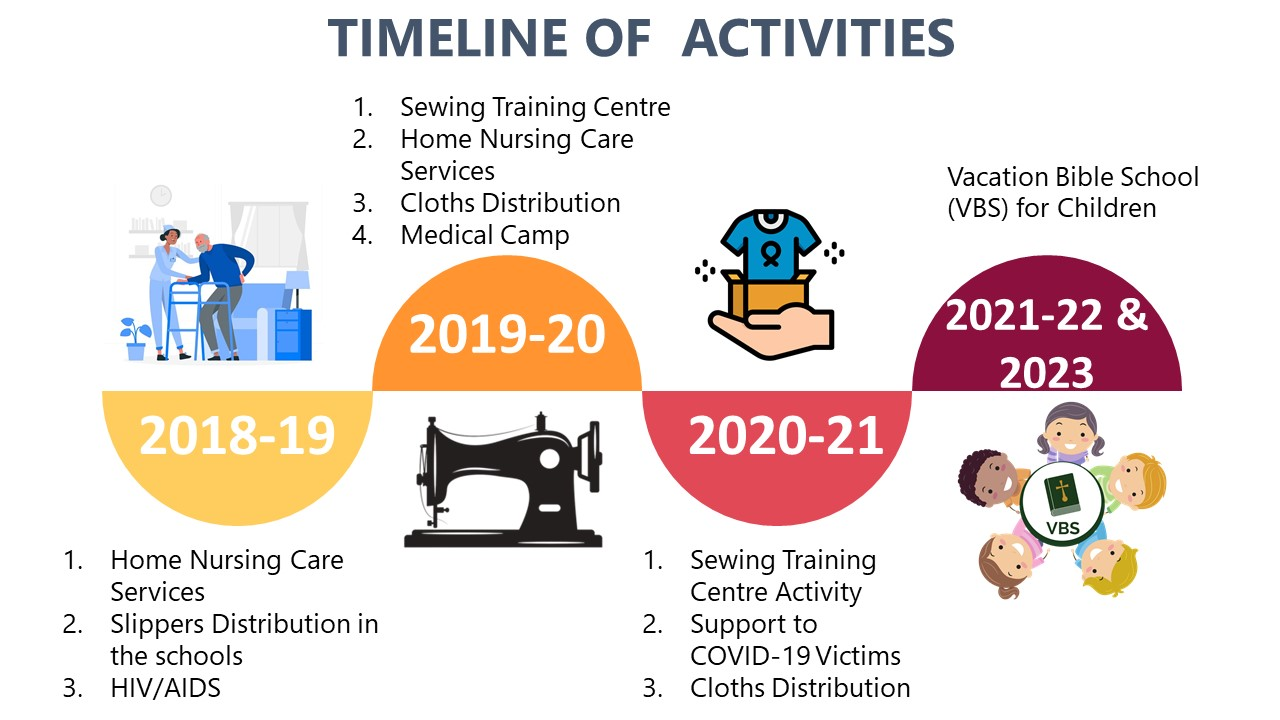 TIMELINE OF ACTIVITIES
1. Sewing Training Centre
2. Home Nursing Care
Services
3. Cloths Distribution
4. Medical Camp
Vacation Bible School
(VBS) for Children
2019-20
2021-22 &
2023
2018-19
2020-21
VBS
1. Home Nursing Care
Services
2. Slippers Distribution in
the schools
3. HIV/AIDS
1. Sewing Training
Centre Activity
2. Support to
COVID-19 Victims
3. Cloths Distribution